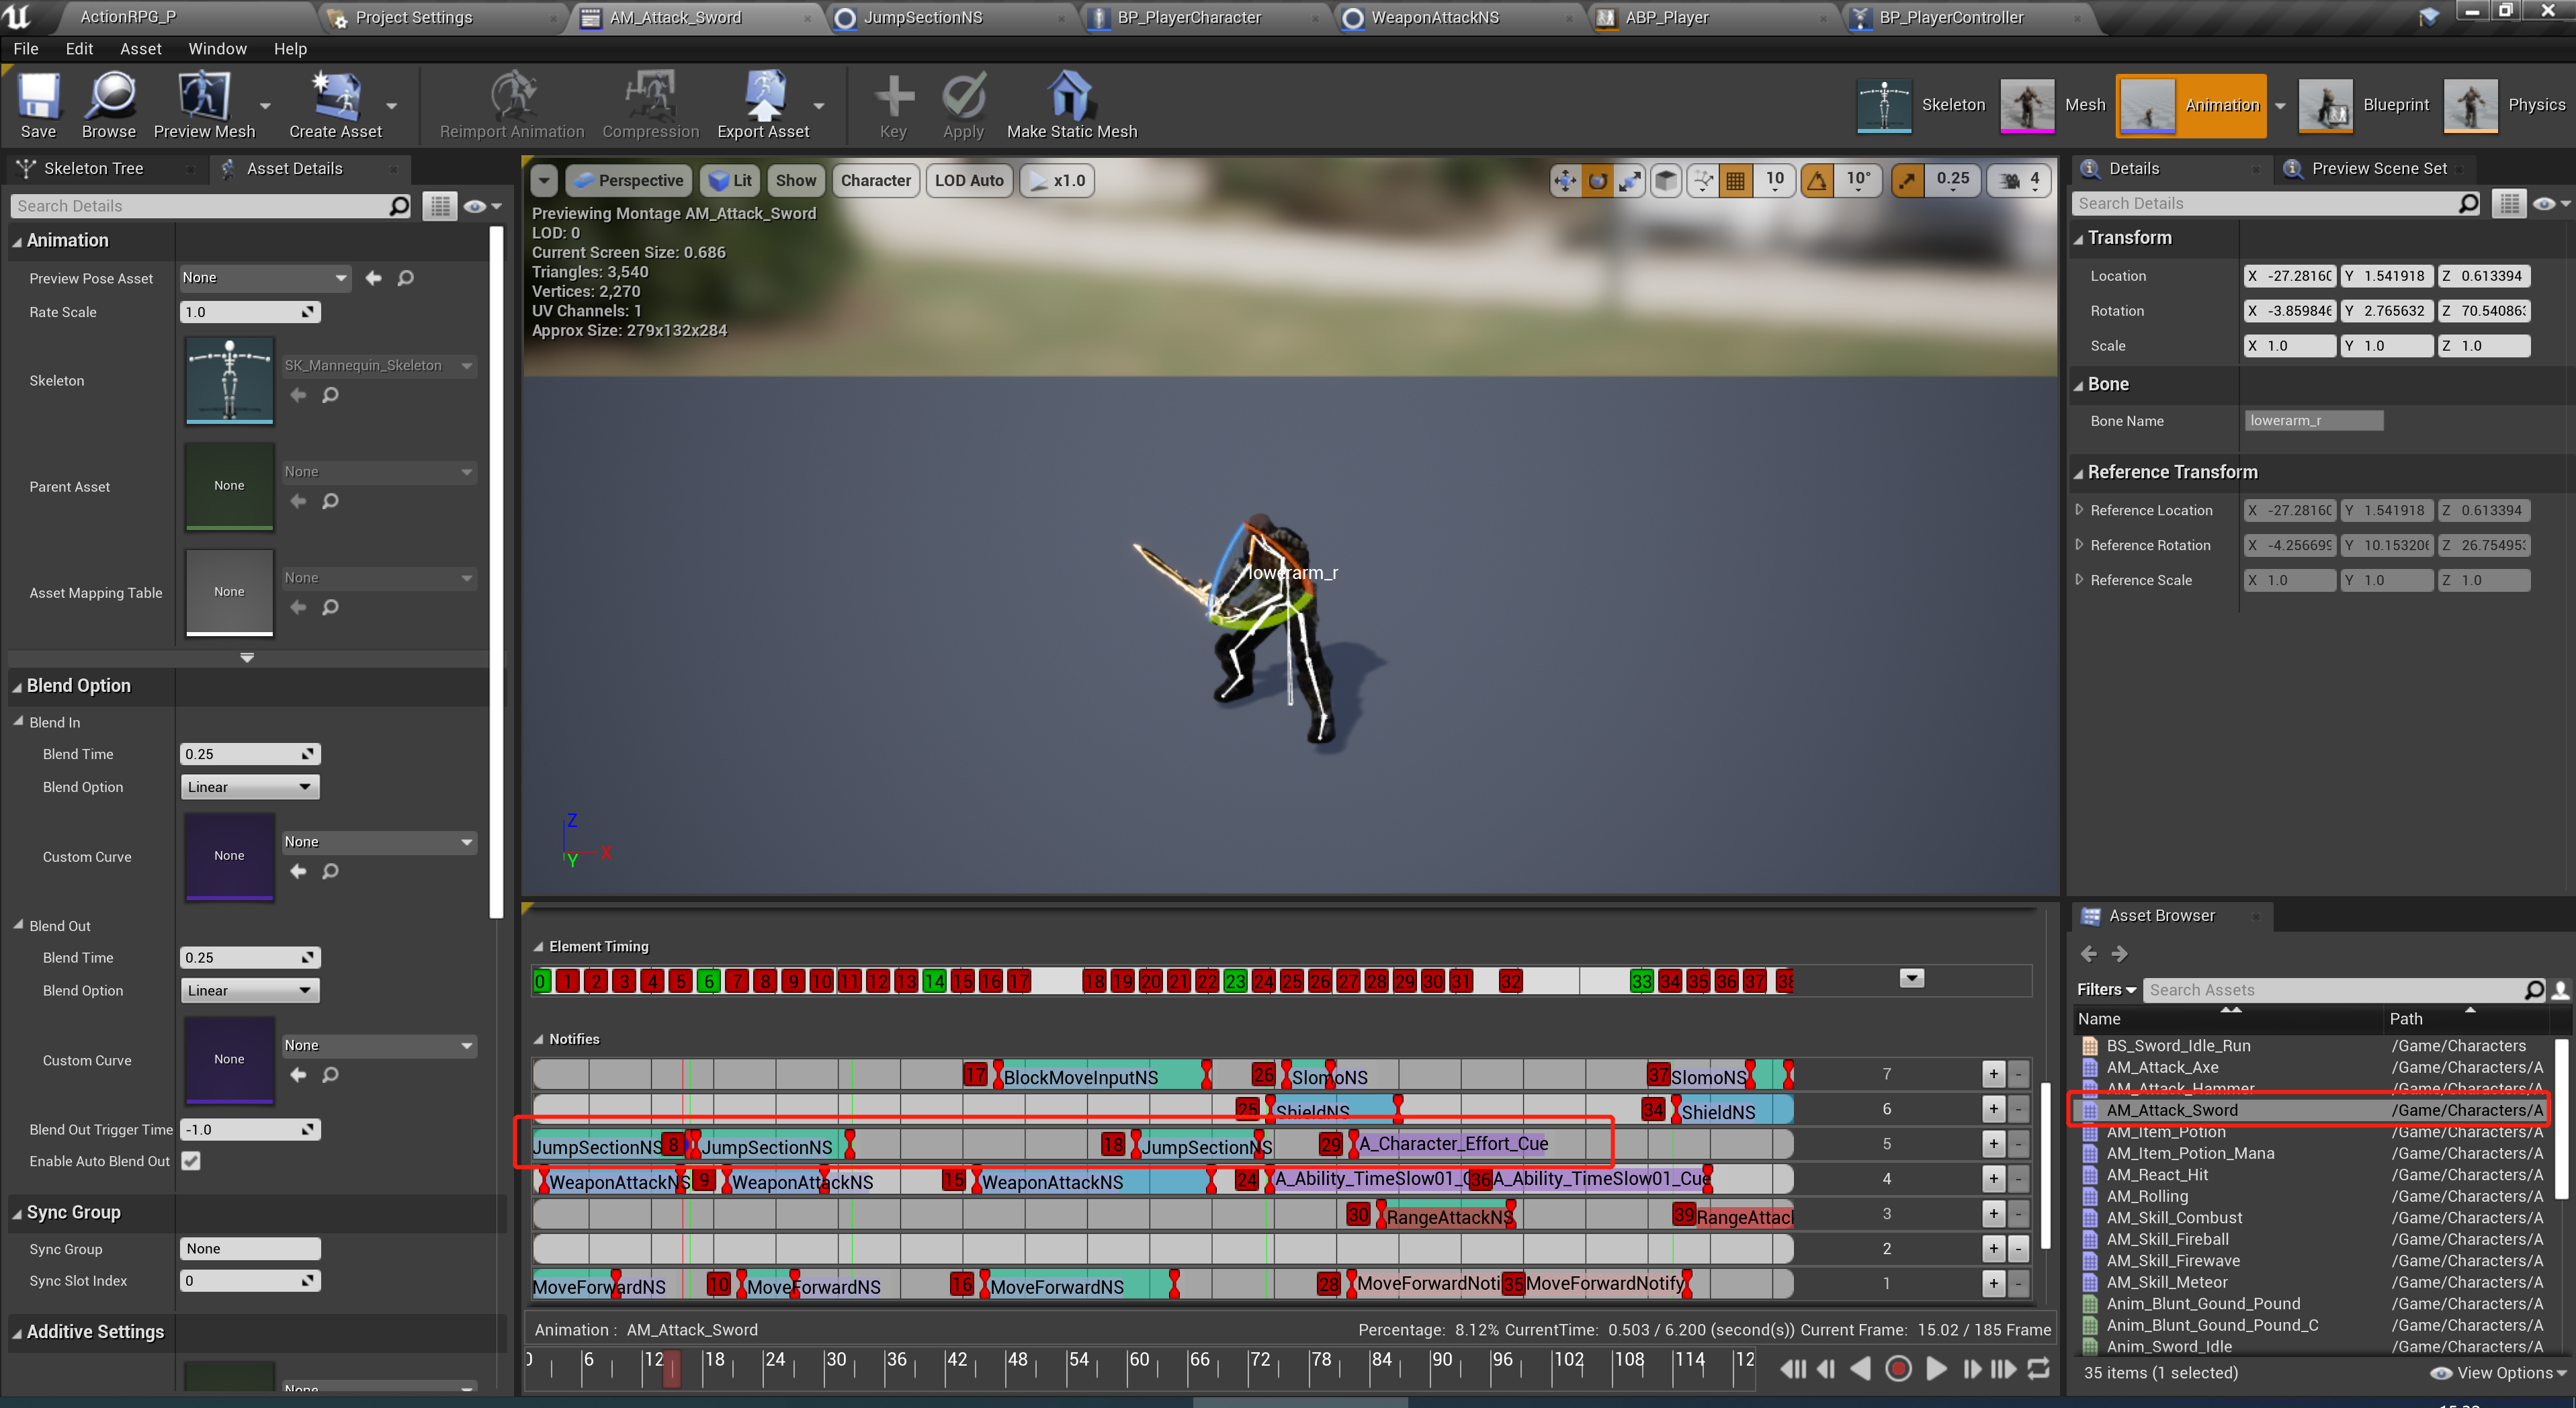 ActionRPG_P Project Settings AM_Attack_Sword JumpSectionNS BP_PlayerCharacter WeaponAttackNS ABP_Player BP_PlayerController
File Edit Asset Window Help
Save Browse Preview Mesh Create Asset Reimport Animation Compression Export Asset Key Apply Make Static Mesh Skeleton Mesh Animation Blueprint Physics
Skeleton Tree Asset Details
Search Details
Animation
Preview Pose Asset None
Rate Scale 1.0
Skeleton SK_Mannequin_Skeleton
Parent Asset None None
Asset Mapping Table None None
Blend Option
Blend In
Blend Time 0.25
Blend Option Linear
Custom Curve None None
Blend Out
Blend Time 0.25
Blend Option Linear
Custom Curve None None
Blend Out Trigger Time -1.0
Enable Auto Blend Out
Sync Group
Sync Group None
Sync Slot Index 0
Additive Settings
None
Perspective Lit Show Character LOD Auto x1.0 10 10° 0.25 4
Previewing Montage AM_Attack_Sword
LOD: 0
Current Screen Size: 0.686
Triangles: 3,540
Vertices: 2,270
UV Channels: 1
Approx Size: 279x132x284
lowerarm_r
Z
Y X
Element Timing
0 1 2 3 4 5 6 7 8 9 10 11 12 13 14 15 16 17 18 19 20 21 22 23 24 25 26 27 28 29 30 31 32 33 34 35 36 37 38
Notifies
17 BlockMoveInputNS 26 SlomoNS 37 SlomoNS 7 + -
25 ShieldNS 34 ShieldNS 6 + -
JumpSectionNS 8 JumpSectionNS 18 JumpSectionNS 29 A_Character_Effort_Cue 5 + -
WeaponAttackNS 9 WeaponAttackNS 15 WeaponAttackNS 24 A_Ability_TimeSlow01_C 36 A_Ability_TimeSlow01_Cue 4 + -
30 RangeAttackNS 39 RangeAttac 3 + -
2 + -
MoveForwardNS 10 MoveForwardNS 16 MoveForwardNS 28 MoveForwardNoti 35 MoveForwardNotify 1 + -
Animation : AM_Attack_Sword Percentage: 8.12% CurrentTime: 0.503 / 6.200 (second(s)) Current Frame: 15.02 / 185 Frame
0 6 12 18 24 30 36 42 48 54 60 66 72 78 84 90 96 102 108 114 12
Details Preview Scene Set
Search Details
Transform
Location X -27.2816 Y 1.541918 Z 0.613394
Rotation X -3.859846 Y 2.765632 Z 70.54086
Scale X 1.0 Y 1.0 Z 1.0
Bone
Bone Name lowerarm_r
Reference Transform
Reference Location X -27.2816 Y 1.541918 Z 0.613394
Reference Rotation X -4.25669 Y 10.15320 Z 26.75495
Reference Scale X 1.0 Y 1.0 Z 1.0
Asset Browser
Filters Search Assets
Name Path
BS_Sword_Idle_Run /Game/Characters
AM_Attack_Axe /Game/Characters/A
AM_Attack_Hammer /Game/Characters/A
AM_Attack_Sword /Game/Characters/A
AM_Item_Potion /Game/Characters/A
AM_Item_Potion_Mana /Game/Characters/A
AM_React_Hit /Game/Characters/A
AM_Rolling /Game/Characters/A
AM_Skill_Combust /Game/Characters/A
AM_Skill_Fireball /Game/Characters/A
AM_Skill_Firewave /Game/Characters/A
AM_Skill_Meteor /Game/Characters/A
Anim_Blunt_Gound_Pound /Game/Characters/A
Anim_Blunt_Gound_Pound_C /Game/Characters/A
Anim_Sword_Idle /Game/Characters/A
35 items (1 selected) View Options